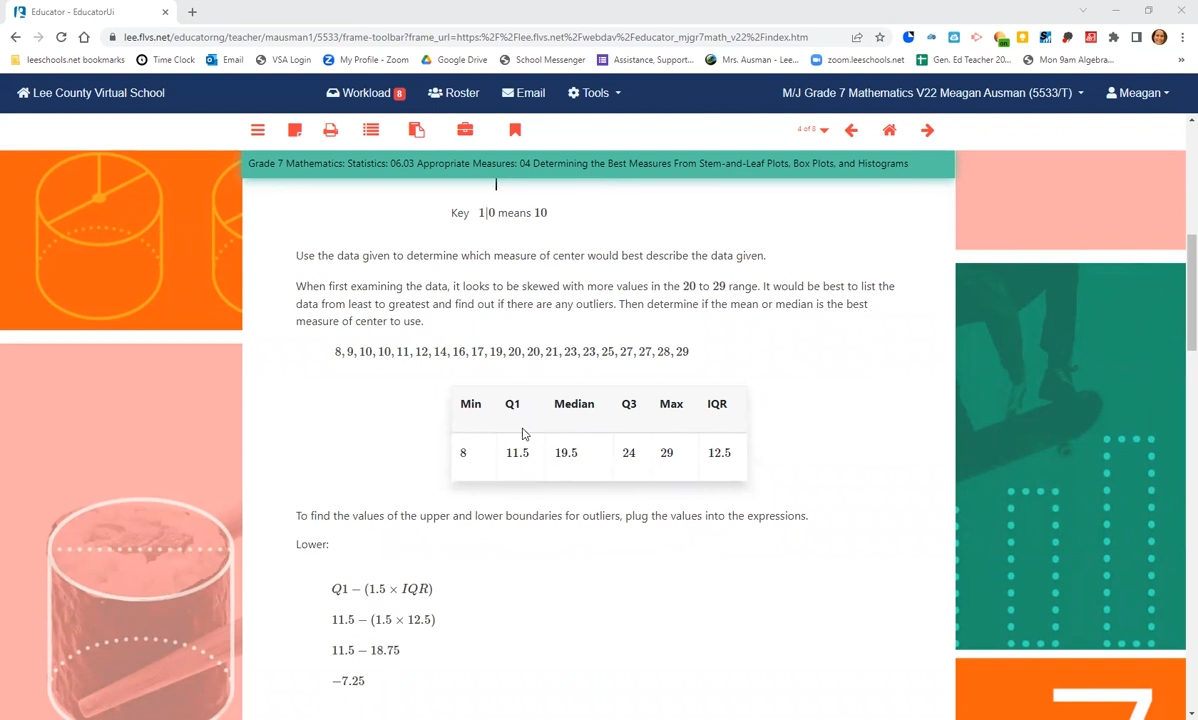 Educator - EducatorUi
lee.flvs.net/educatorng/teacher/mausman1/5533/frame-toolbar?frame_url=https:%2F%2Flee.flvs.net%2Fwebdav%2Feducator_mjgr7math_v22%2Findex.htm
leeschools.net bookmarks Time Clock Email VSA Login My Profile - Zoom Google Drive School Messenger Assistance, Support... Mrs. Ausman - Lee... zoom.leeschools.net Gen. Ed Teacher 20... Mon 9am Algebra...
Lee County Virtual School Workload 8 Roster Email Tools M/J Grade 7 Mathematics V22 Meagan Ausman (5533/T) Meagan
4 of 8
Grade 7 Mathematics: Statistics: 06.03 Appropriate Measures: 04 Determining the Best Measures From Stem-and-Leaf Plots, Box Plots, and Histograms
Key 1|0 means 10
Use the data given to determine which measure of center would best describe the data given.
When first examining the data, it looks to be skewed with more values in the 20 to 29 range. It would be best to list the
data from least to greatest and find out if there are any outliers. Then determine if the mean or median is the best
measure of center to use.
8, 9, 10, 10, 11, 12, 14, 16, 17, 19, 20, 20, 21, 23, 23, 25, 27, 27, 28, 29
Min Q1 Median Q3 Max IQR
8 11.5 19.5 24 29 12.5
To find the values of the upper and lower boundaries for outliers, plug the values into the expressions.
Lower:
Q1 − (1.5 × IQR)
11.5 − (1.5 × 12.5)
11.5 − 18.75
−7.25